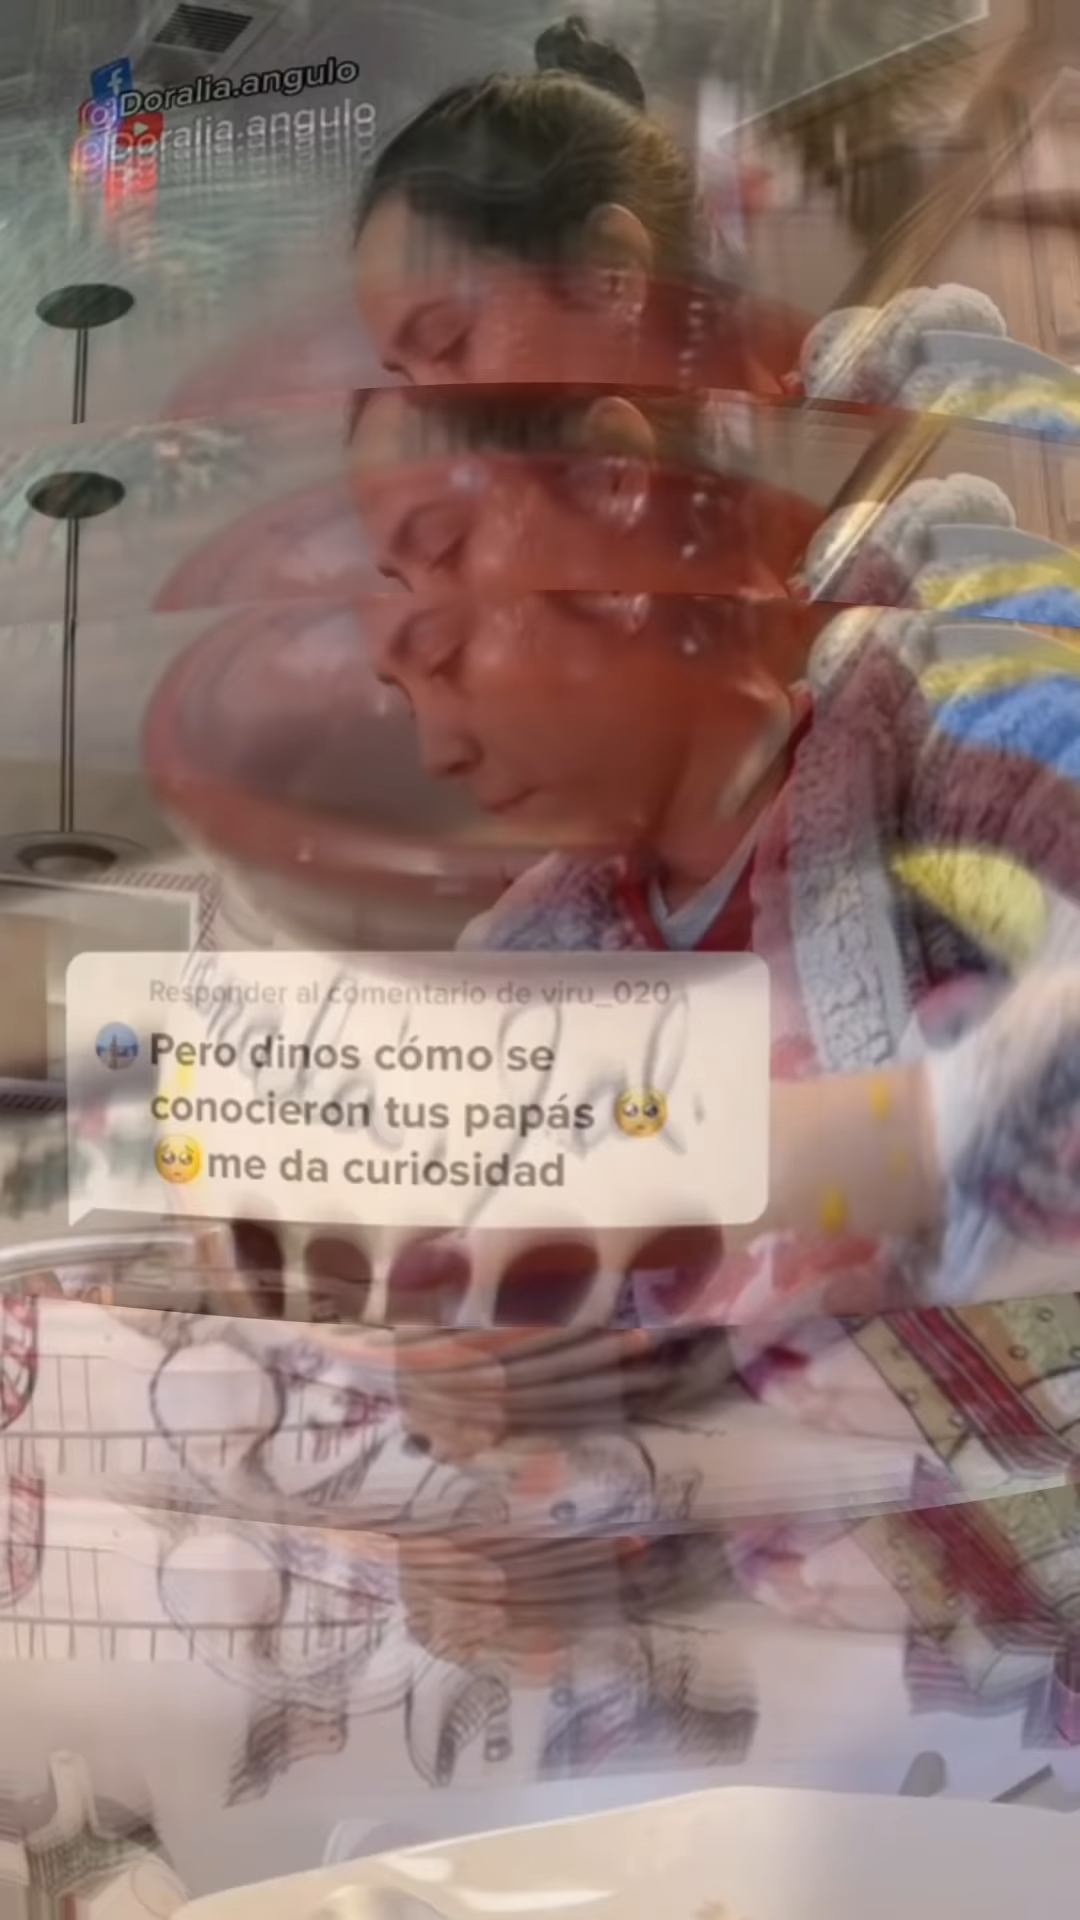 Doralia.angulo
Doralia.angulo
Responder al comentario de viru_020
Pero dinos cómo se
conocieron tus papás 🥺
🥺 me da curiosidad